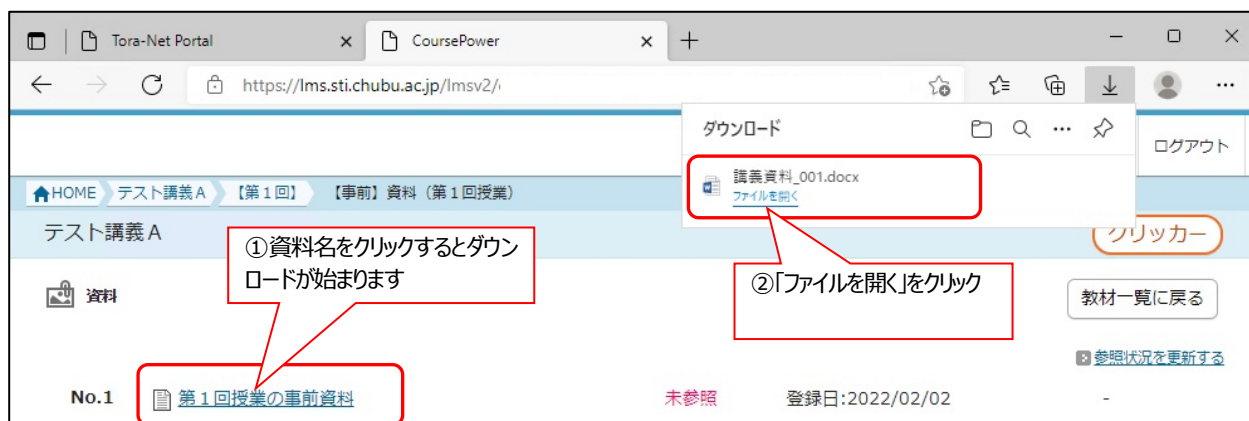 Tora-Net Portal
CoursePower
https://lms.sti.chubu.ac.jp/lmsv2/
ダウンロード
ログアウト
講義資料_001.docx
ファイルを開く
HOME テスト講義A 【第1回】 【事前】資料(第1回授業)
テスト講義A
クリッカー
①資料名をクリックするとダウン
ロードが始まります
②「ファイルを開く」をクリック
資料
教材一覧に戻る
参照状況を更新する
No.1 第1回授業の事前資料 未参照 登録日:2022/02/02 -